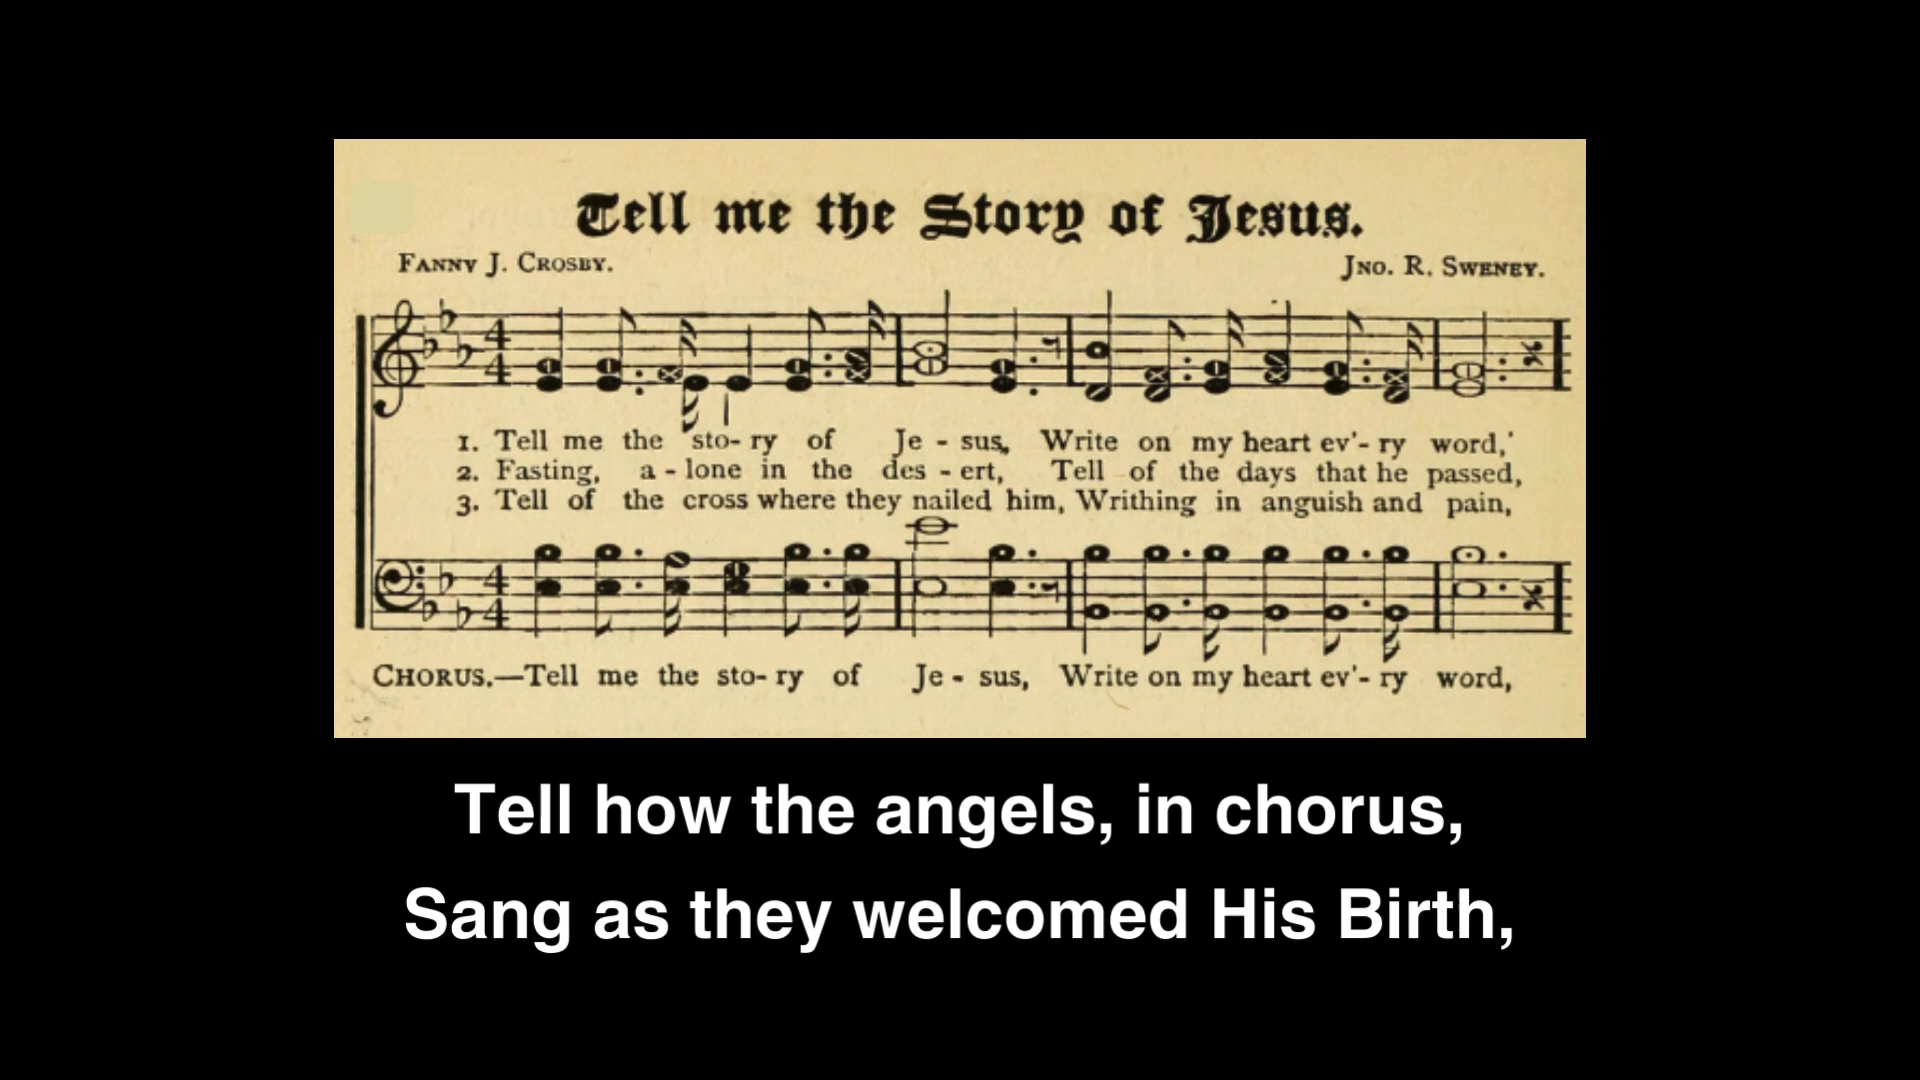 Tell me the Story of Jesus.
FANNY J. CROSBY. JNO. R. SWENEY.
4 4
1. Tell me the sto- ry of Je - sus, Write on my heart ev'- ry word,
2. Fasting, a - lone in the des - ert, Tell of the days that he passed,
3. Tell of the cross where they nailed him, Writhing in anguish and pain,
4 4
CHORUS.—Tell me the sto- ry of Je - sus, Write on my heart ev'- ry word,
Tell how the angels, in chorus,
Sang as they welcomed His Birth,